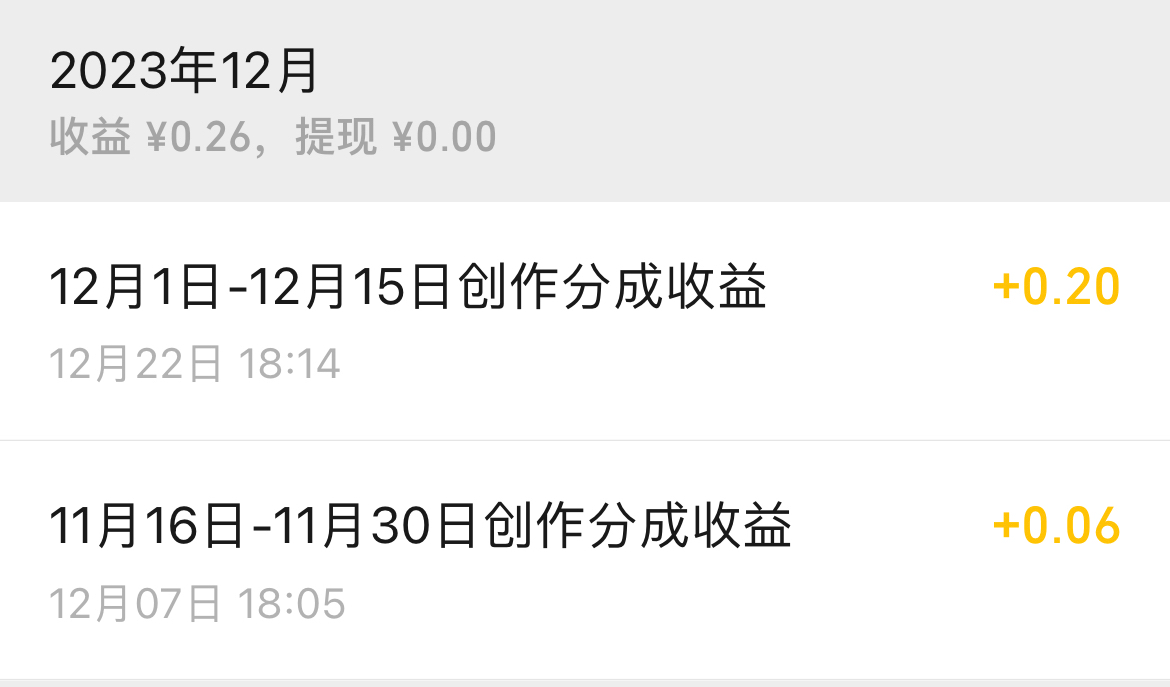 2023年12月
收益 ¥0.26，提现 ¥0.00
12月1日-12月15日创作分成收益 +0.20
12月22日 18:14
11月16日-11月30日创作分成收益 +0.06
12月07日 18:05